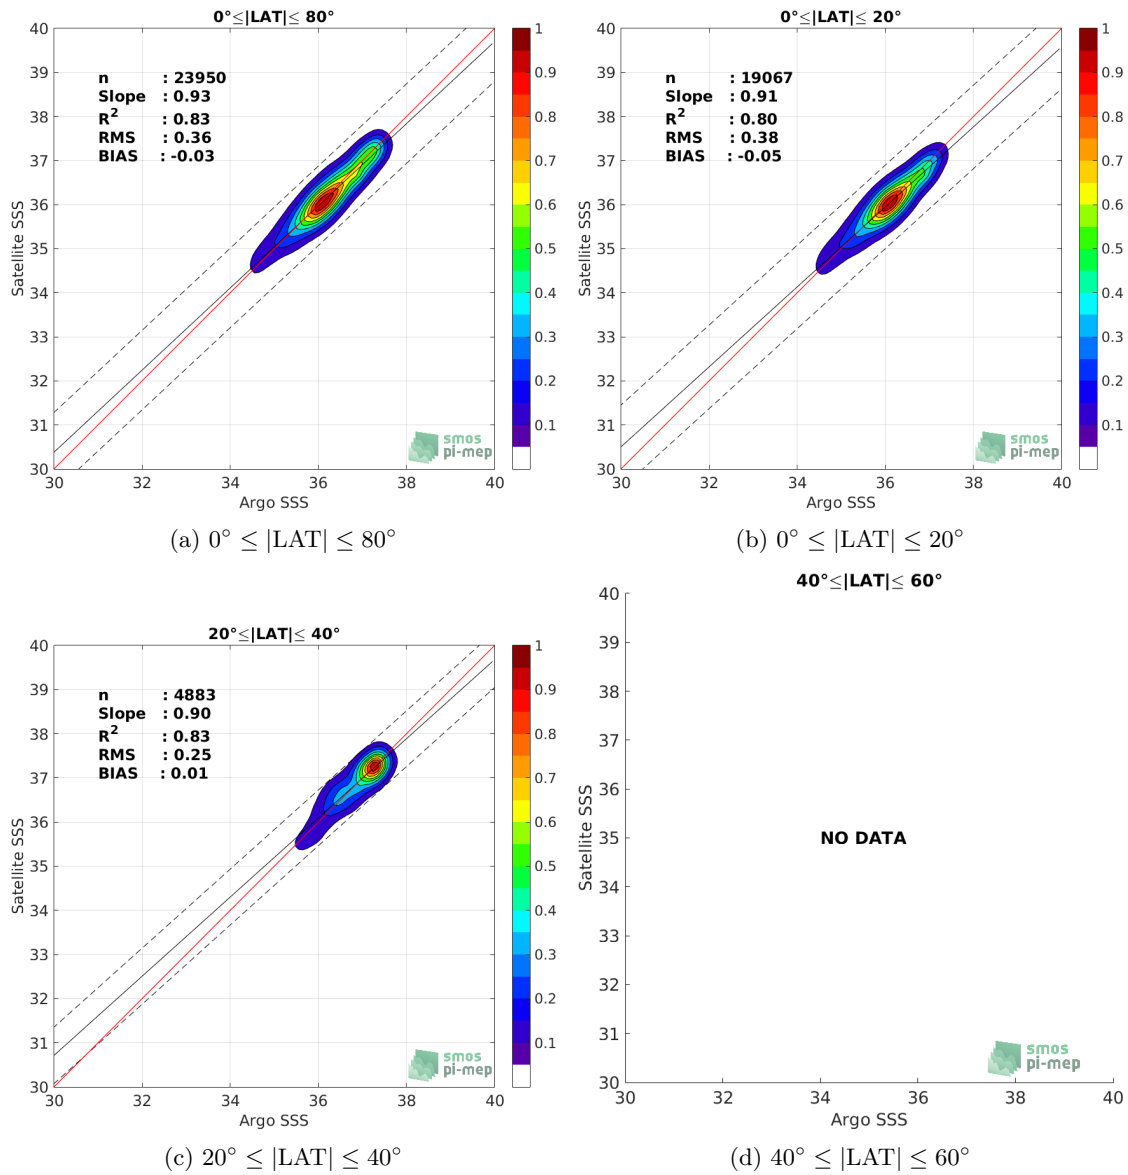 0°≤|LAT|≤ 80°
n : 23950
Slope : 0.93
R² : 0.83
RMS : 0.36
BIAS : -0.03
40
39
38
37
36
35
34
33
32
31
30
Satellite SSS
30 32 34 36 38 40
Argo SSS
smos
pi-mep
1
0.9
0.8
0.7
0.6
0.5
0.4
0.3
0.2
0.1
(a) 0° ≤ |LAT| ≤ 80°
0°≤|LAT|≤ 20°
n : 19067
Slope : 0.91
R² : 0.80
RMS : 0.38
BIAS : -0.05
40
39
38
37
36
35
34
33
32
31
30
Satellite SSS
30 32 34 36 38 40
Argo SSS
smos
pi-mep
1
0.9
0.8
0.7
0.6
0.5
0.4
0.3
0.2
0.1
(b) 0° ≤ |LAT| ≤ 20°
20°≤|LAT|≤ 40°
n : 4883
Slope : 0.90
R² : 0.83
RMS : 0.25
BIAS : 0.01
40
39
38
37
36
35
34
33
32
31
30
Satellite SSS
30 32 34 36 38 40
Argo SSS
smos
pi-mep
1
0.9
0.8
0.7
0.6
0.5
0.4
0.3
0.2
0.1
(c) 20° ≤ |LAT| ≤ 40°
40°≤|LAT|≤ 60°
40
39
38
37
36
35
34
33
32
31
30
Satellite SSS
NO DATA
30 32 34 36 38 40
Argo SSS
smos
pi-mep
(d) 40° ≤ |LAT| ≤ 60°